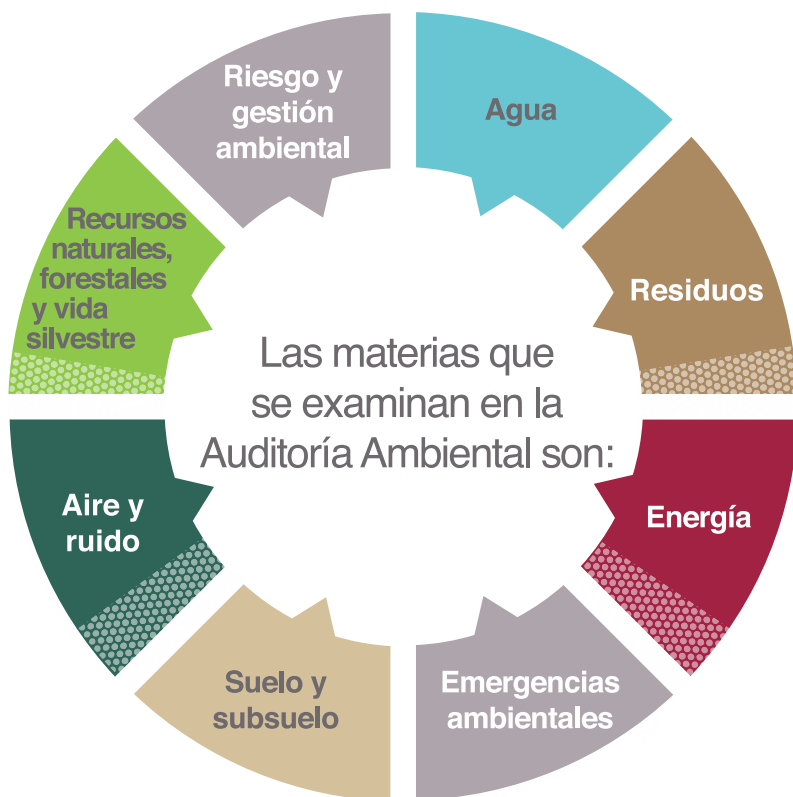 Las materias que
se examinan en la
Auditoría Ambiental son:
Agua
Residuos
Energía
Emergencias
ambientales
Suelo y
subsuelo
Aire y
ruido
Recursos
naturales,
forestales
y vida
silvestre
Riesgo y
gestión
ambiental